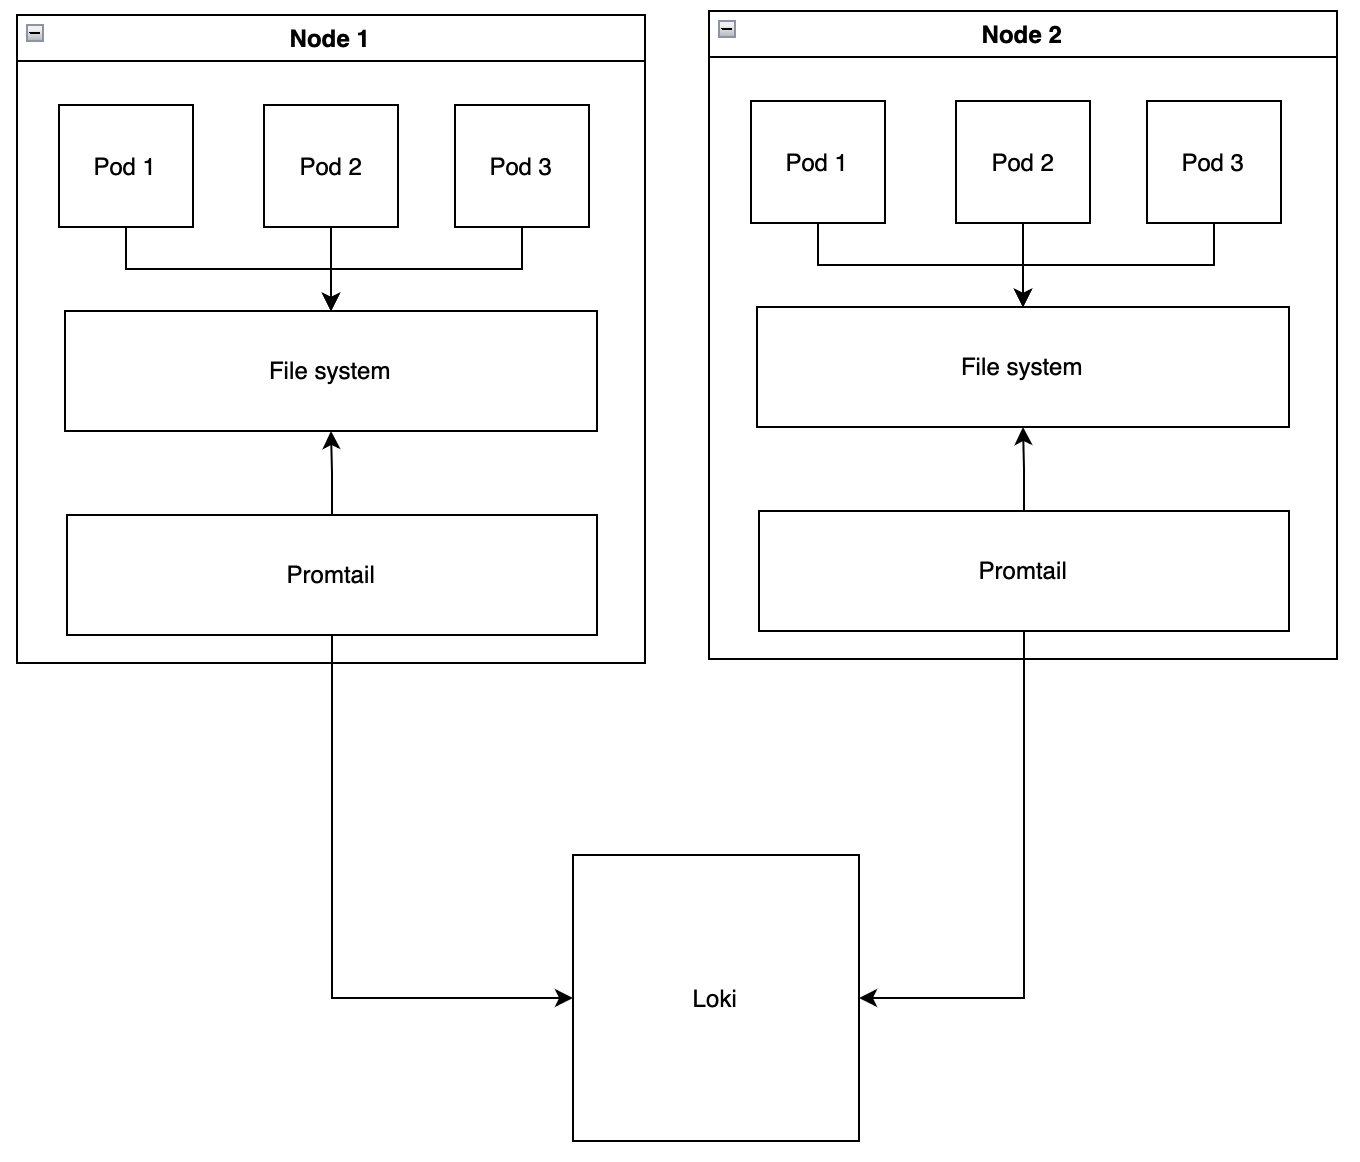 Node 1
Pod 1
Pod 2
Pod 3
File system
Promtail
Node 2
Pod 1
Pod 2
Pod 3
File system
Promtail
Loki